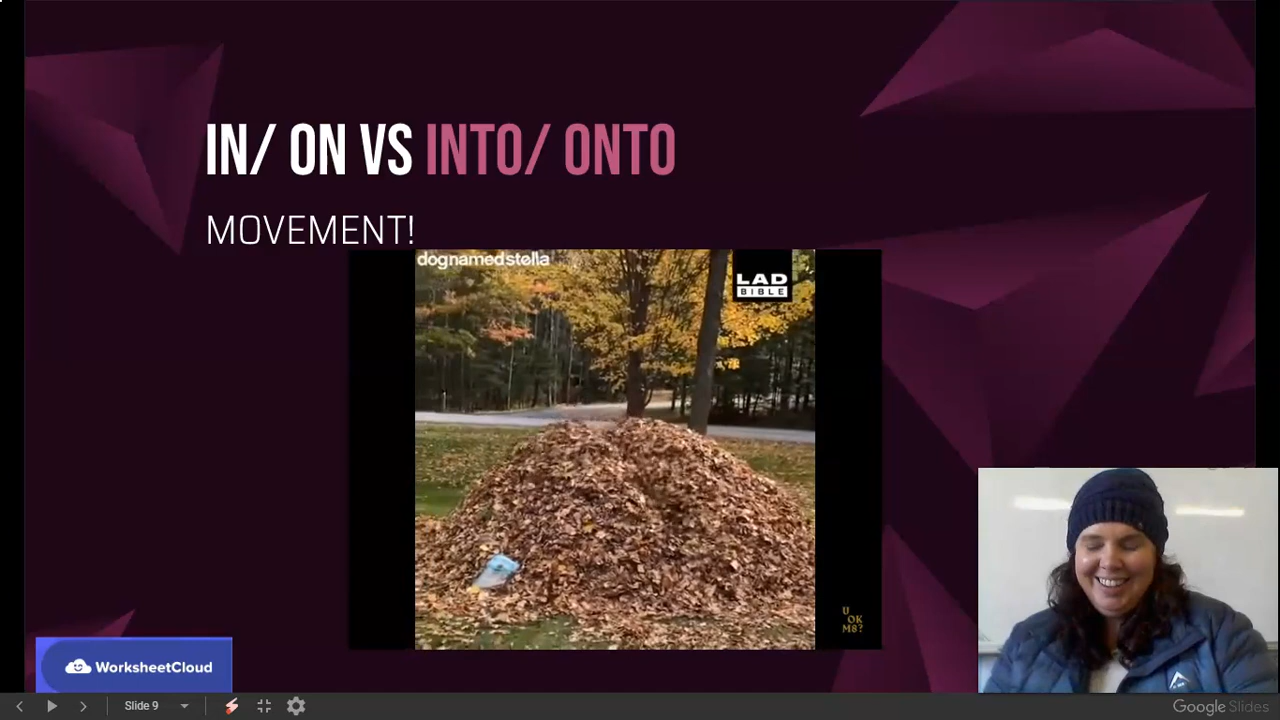 IN/ ON VS INTO/ ONTO
MOVEMENT!
dognamedstella
LAD
BIBLE
U
OK
M8?
WorksheetCloud
Slide 9
Google Slides